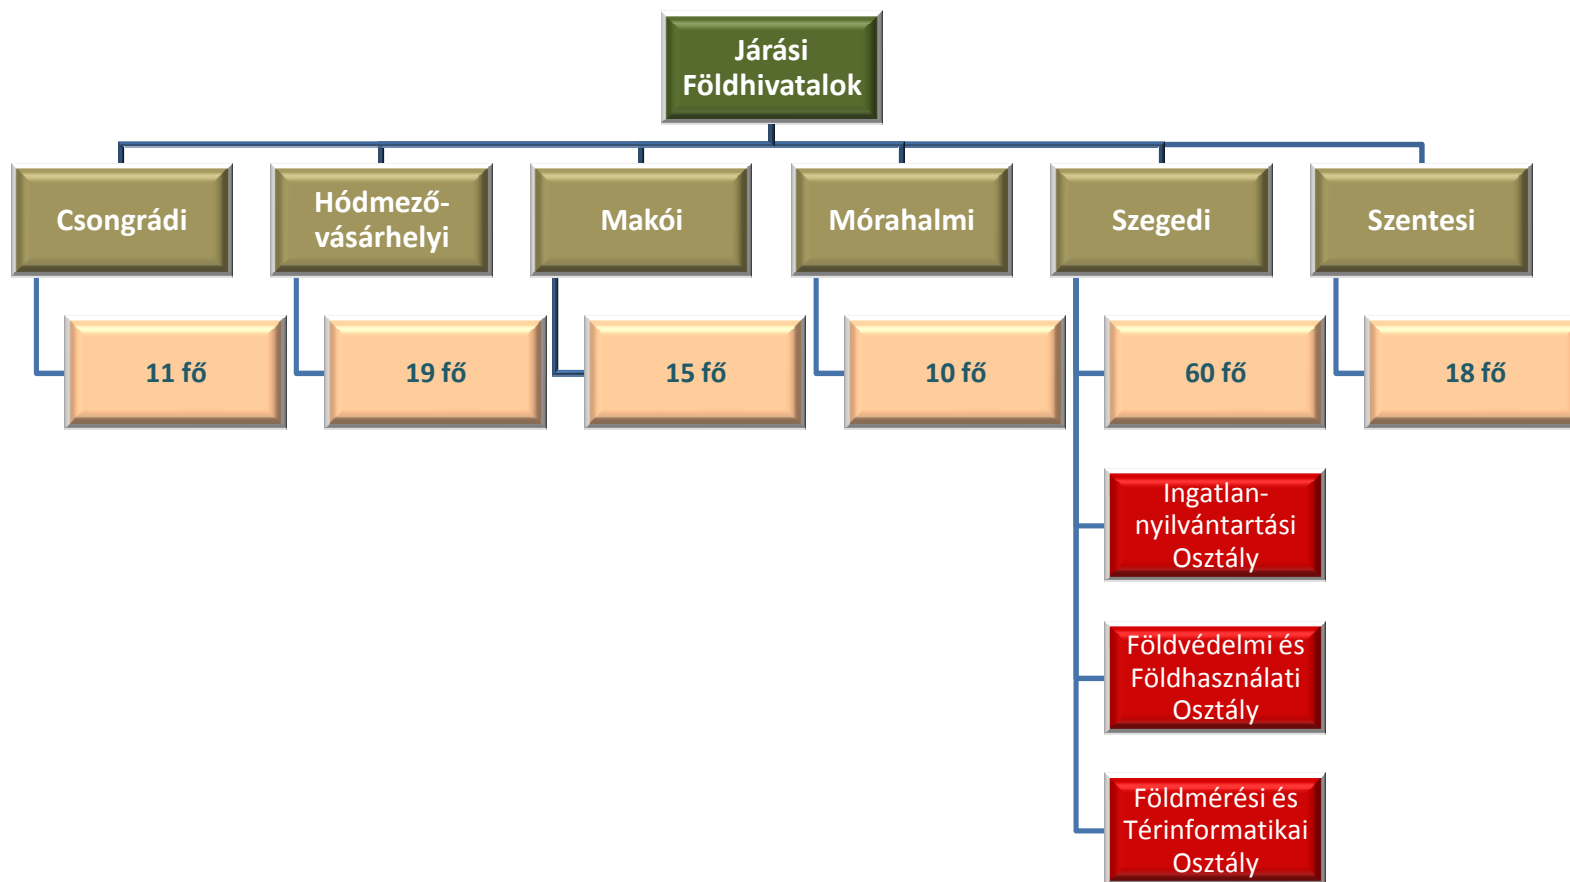 Járási
Földhivatalok
Csongrádi
Hódmező-
vásárhelyi
Makói
Mórahalmi
Szegedi
Szentesi
11 fő
19 fő
15 fő
10 fő
60 fő
18 fő
Ingatlan-
nyilvántartási
Osztály
Földvédelmi és
Földhasználati
Osztály
Földmérési és
Térinformatikai
Osztály